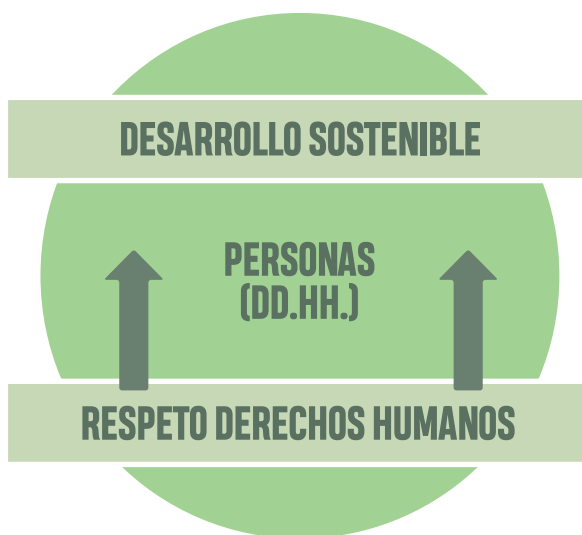 DESARROLLO SOSTENIBLE
PERSONAS
(DD.HH.)
RESPETO DERECHOS HUMANOS